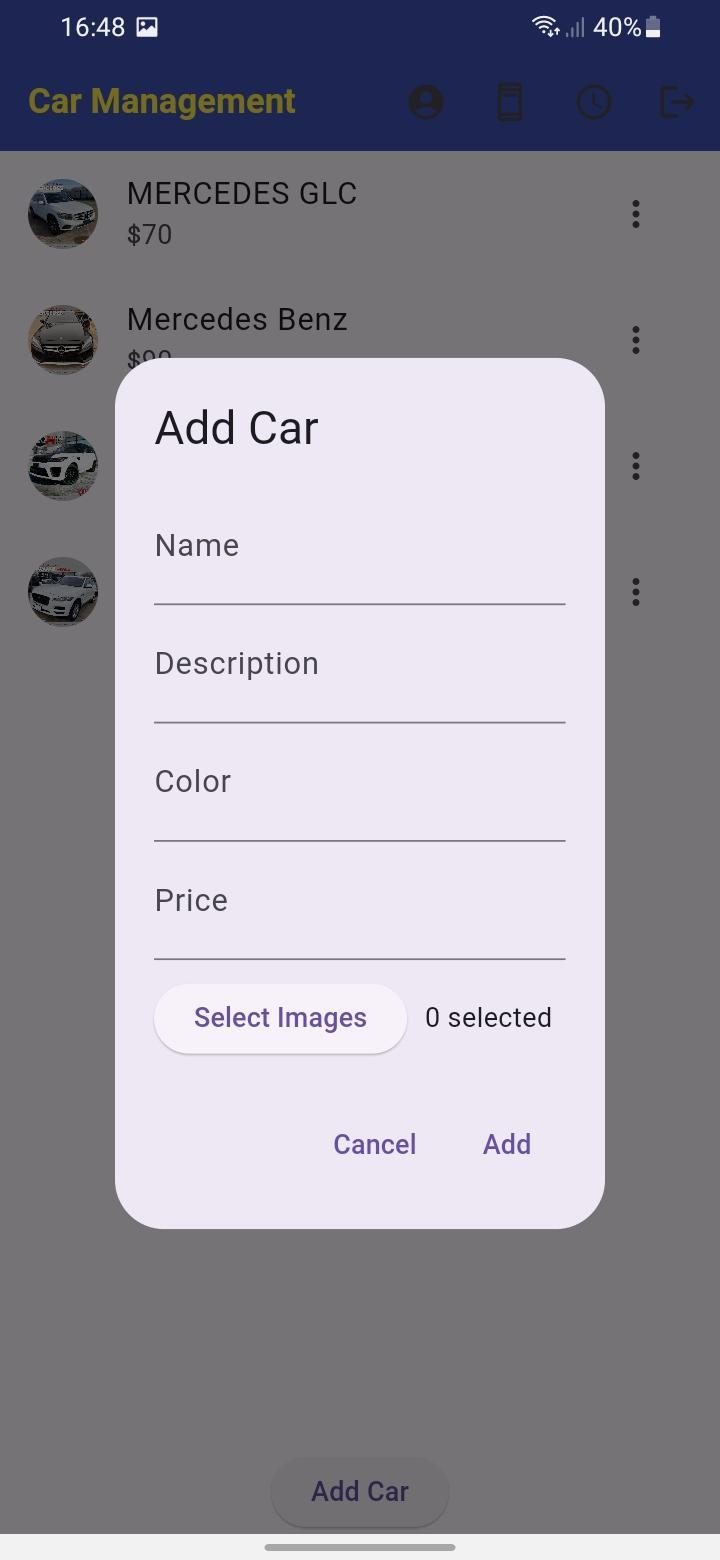 16:48 40%
Car Management
MERCEDES GLC
$70
Mercedes Benz
$90
Add Car
Name
Description
Color
Price
Select Images 0 selected
Cancel Add
Add Car